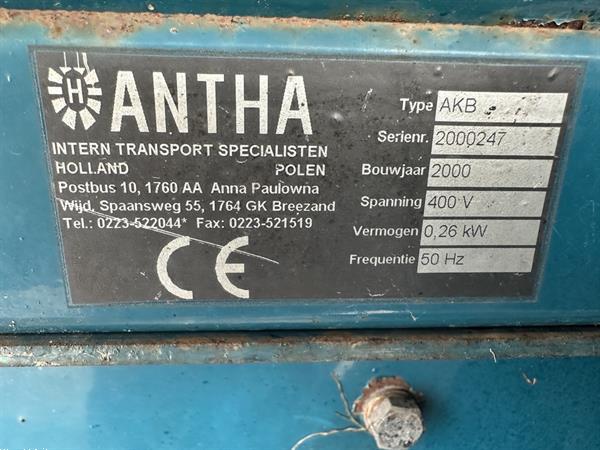 H ANTHA
INTERN TRANSPORT SPECIALISTEN
HOLLAND POLEN
Postbus 10, 1760 AA Anna Paulowna
Wijd, Spaansweg 55, 1764 GK Breezand
Tel.: 0223-522044* Fax: 0223-521519
CE
Type AKB
Serienr. 2000247
Bouwjaar 2000
Spanning 400 V
Vermogen 0,26 kW
Frequentie 50 Hz